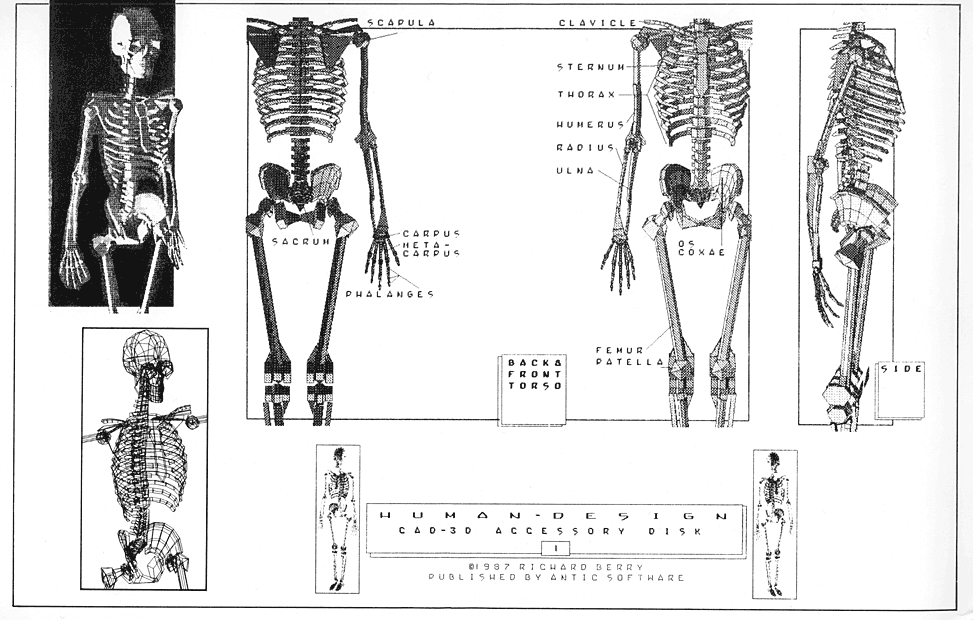 SCAPULA
CLAVICLE
STERNUM
THORAX
HUMERUS
RADIUS
ULNA
SACRUM
CARPUS
META-
CARPUS
PHALANGES
OS
COXAE
FEMUR
PATELLA
BACK&
FRONT
TORSO
SIDE
HUMAN-DESIGN
CAD-3D ACCESSORY DISK
1
©1987 RICHARD BERRY
PUBLISHED BY ANTIC SOFTWARE